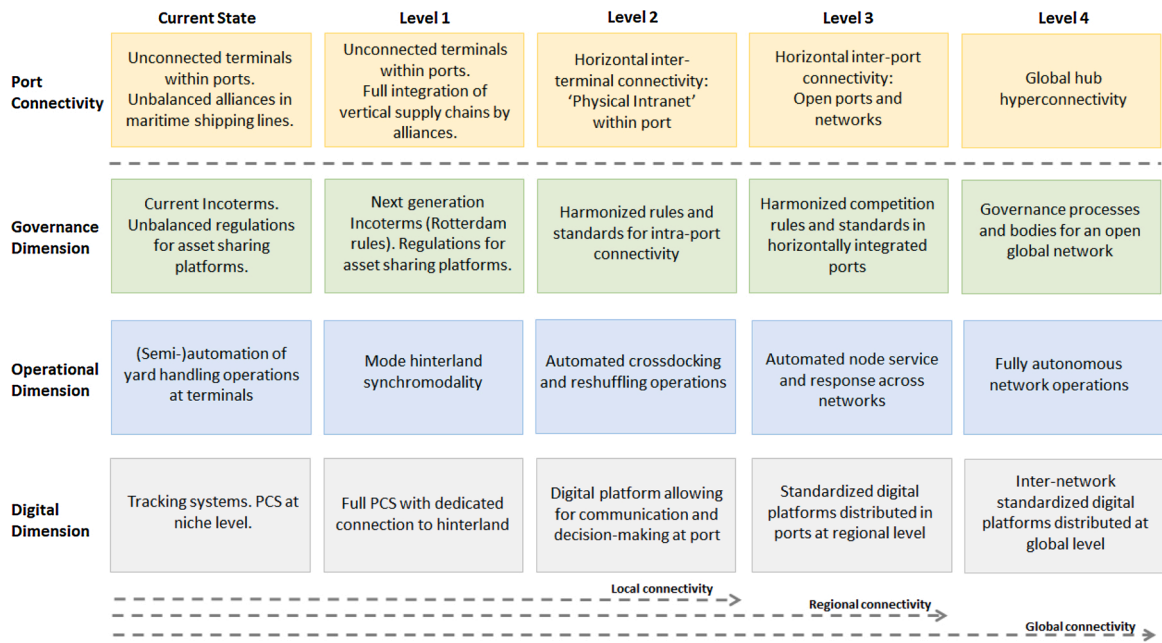 Current State
Level 1
Level 2
Level 3
Level 4
Port
Connectivity
Unconnected terminals
within ports.
Unbalanced alliances in
maritime shipping lines.
Unconnected terminals
within ports.
Full integration of
vertical supply chains by
alliances.
Horizontal inter-
terminal connectivity:
‘Physical Intranet’
within port
Horizontal inter-port
connectivity:
Open ports and
networks
Global hub
hyperconnectivity
Governance
Dimension
Current Incoterms.
Unbalanced regulations
for asset sharing
platforms.
Next generation
Incoterms (Rotterdam
rules). Regulations for
asset sharing platforms.
Harmonized rules and
standards for intra-port
connectivity
Harmonized competition
rules and standards in
horizontally integrated
ports
Governance processes
and bodies for an open
global network
Operational
Dimension
(Semi-)automation of
yard handling operations
at terminals
Mode hinterland
synchromodality
Automated crossdocking
and reshuffling operations
Automated node service
and response across
networks
Fully autonomous
network operations
Digital
Dimension
Tracking systems. PCS at
niche level.
Full PCS with dedicated
connection to hinterland
Digital platform allowing
for communication and
decision-making at port
Standardized digital
platforms distributed in
ports at regional level
Inter-network
standardized digital
platforms distributed at
global level
Local connectivity
Regional connectivity
Global connectivity